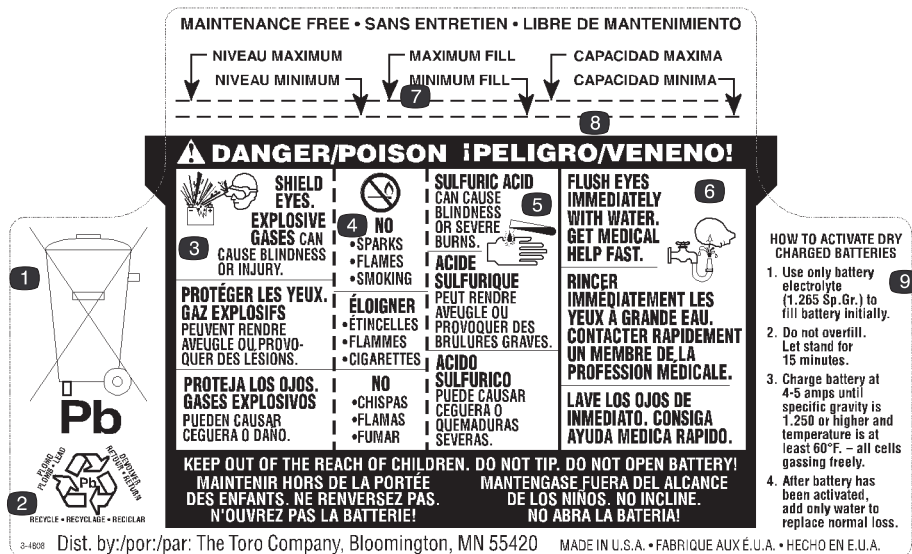 MAINTENANCE FREE • SANS ENTRETIEN • LIBRE DE MANTENIMIENTO
NIVEAU MAXIMUM
MAXIMUM FILL
CAPACIDAD MAXIMA
NIVEAU MINIMUM
MINIMUM FILL
CAPACIDAD MINIMA
7
8
DANGER/POISON ¡PELIGRO/VENENO!
1
Pb
2
PLOMO
PLOMB • LEAD
DEVOLVER
RETOUR • RETURN
Pb
RECYCLE • RECYCLAGE • RECICLAR
3
SHIELD
EYES.
EXPLOSIVE
GASES CAN
CAUSE BLINDNESS
OR INJURY.
PROTÉGER LES YEUX.
GAZ EXPLOSIFS
PEUVENT RENDRE
AVEUGLE OU PROVO-
QUER DES LESIONS.
PROTEJA LOS OJOS.
GASES EXPLOSIVOS
PUEDEN CAUSAR
CEGUERA O DAÑO.
4
NO
•SPARKS
•FLAMES
•SMOKING
ÉLOIGNER
•ÉTINCELLES
•FLAMMES
•CIGARETTES
NO
•CHISPAS
•FLAMAS
•FUMAR
5
SULFURIC ACID
CAN CAUSE
BLINDNESS
OR SEVERE
BURNS.
ACIDE
SULFURIQUE
PEUT RENDRE
AVEUGLE OU
PROVOQUER DES
BRÛLURES GRAVES.
ACIDO
SULFURICO
PUEDE CAUSAR
CEGUERA O
QUEMADURAS
SEVERAS.
6
FLUSH EYES
IMMEDIATELY
WITH WATER.
GET MEDICAL
HELP FAST.
RINCER
IMMEDIATEMENT LES
YEUX À GRANDE EAU.
CONTACTER RAPIDEMENT
UN MEMBRE DE LA
PROFESSION MEDICALE.
LAVE LOS OJOS DE
INMEDIATO. CONSIGA
AYUDA MEDICA RAPIDO.
KEEP OUT OF THE REACH OF CHILDREN. DO NOT TIP. DO NOT OPEN BATTERY!
MAINTENIR HORS DE LA PORTÉE
DES ENFANTS. NE RENVERSEZ PAS.
N'OUVREZ PAS LA BATTERIE!
MANTENGASE FUERA DEL ALCANCE
DE LOS NIÑOS. NO INCLINE.
NO ABRA LA BATERIA!
9
HOW TO ACTIVATE DRY
CHARGED BATTERIES
1. Use only battery
electrolyte
(1.265 Sp.Gr.) to
fill battery initially.
2. Do not overfill.
Let stand for
15 minutes.
3. Charge battery at
4-5 amps until
specific gravity is
1.250 or higher and
temperature is at
least 60°F. – all cells
gassing freely.
4. After battery has
been activated,
add only water to
replace normal loss.
3-4808 Dist. by:/por:/par: The Toro Company, Bloomington, MN 55420 MADE IN U.S.A. • FABRIQUE AUX É.U.A. • HECHO EN E.U.A.